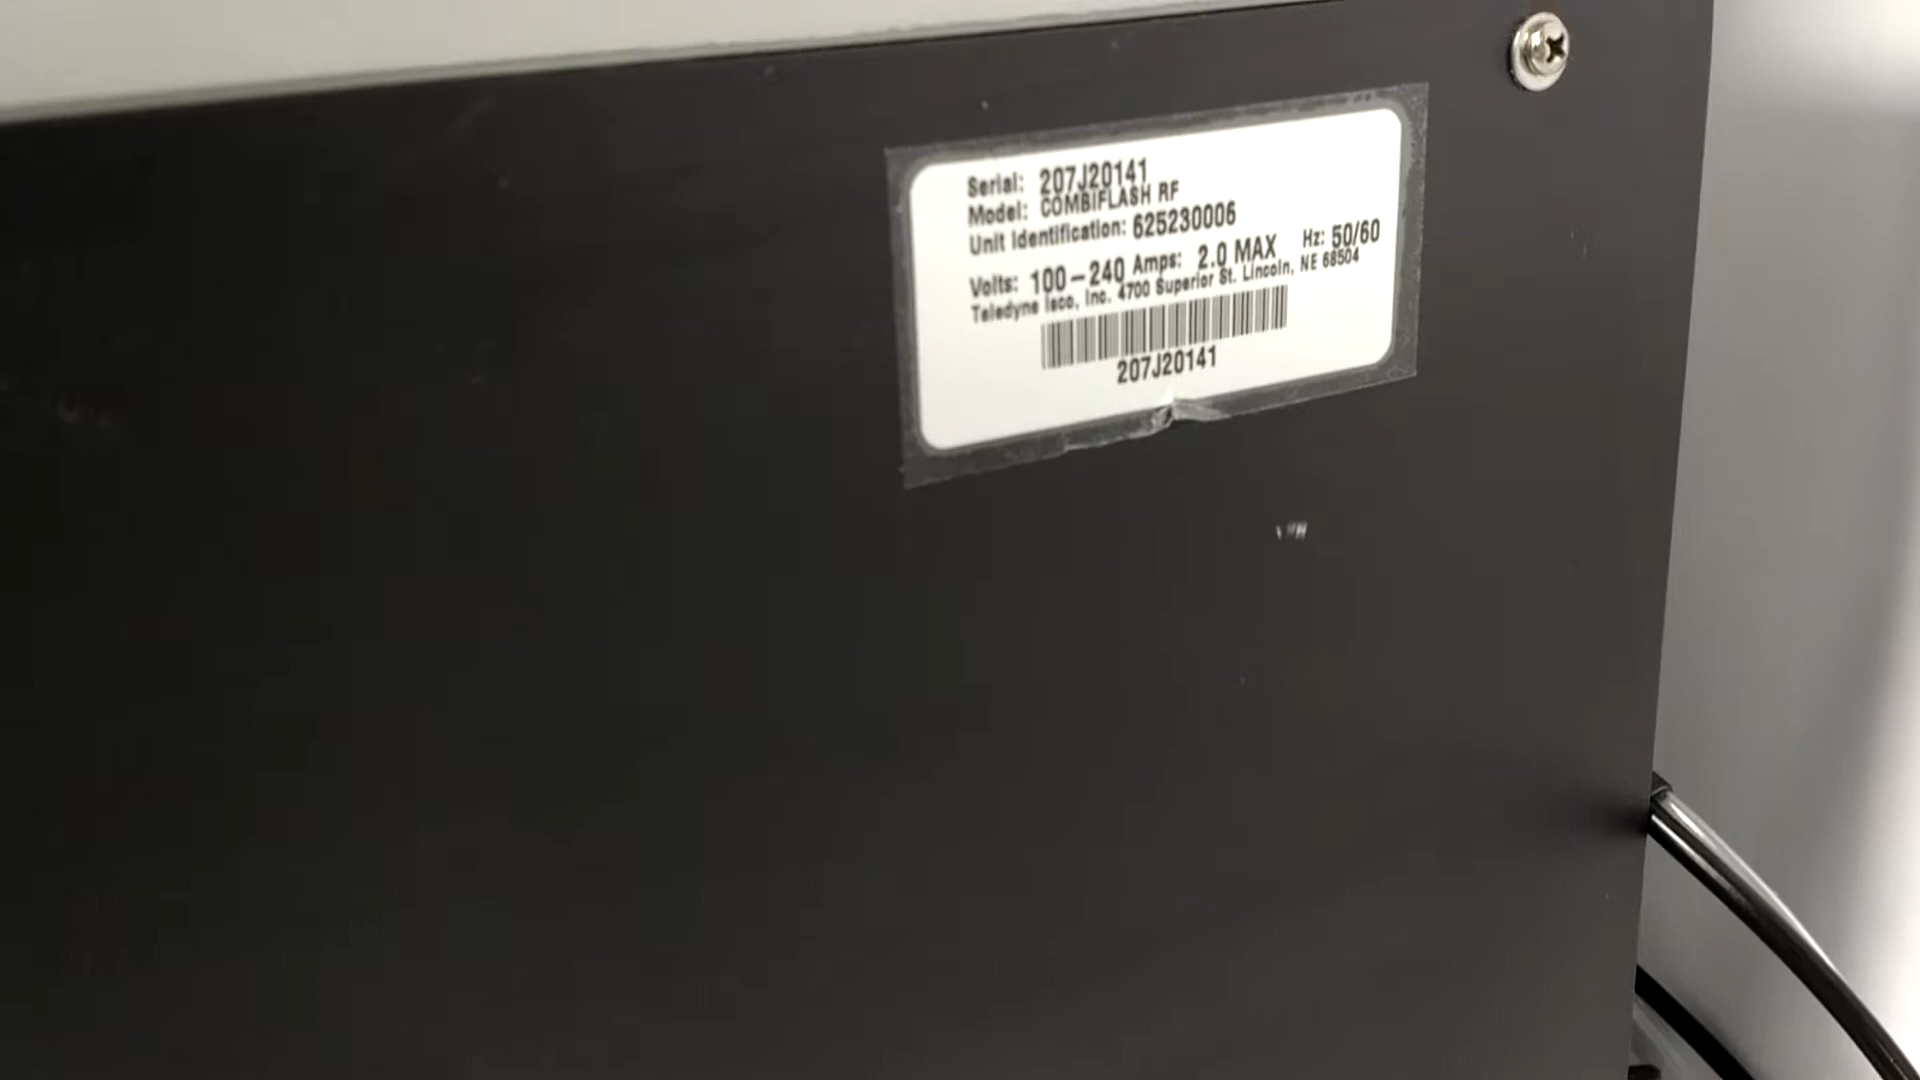 Serial: 207J20141
Model: COMBIFLASH RF
Unit Identification: 625230006
Volts: 100-240 Amps: 2.0 MAX Hz: 50/60
Teledyne Isco, Inc. 4700 Superior St. Lincoln, NE 68504
207J20141